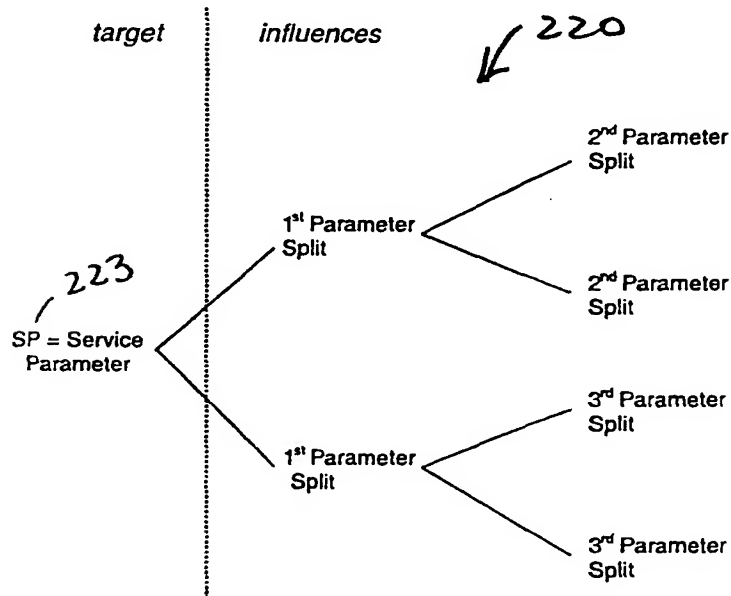 target
influences
220
2nd Parameter
Split
1st Parameter
Split
2nd Parameter
Split
223
SP = Service
Parameter
3rd Parameter
Split
1st Parameter
Split
3rd Parameter
Split